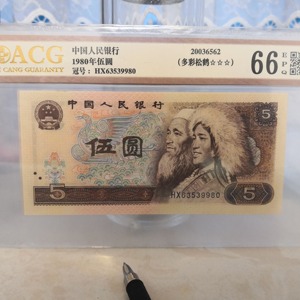 ACG
CANG GUARANTY
中国人民银行
1980年伍圆
冠号：HX63539980
20036562
(多彩松鹤☆☆☆)
66 E
P
Q
中国人民银行
5
伍圆
HX63539980
5
5